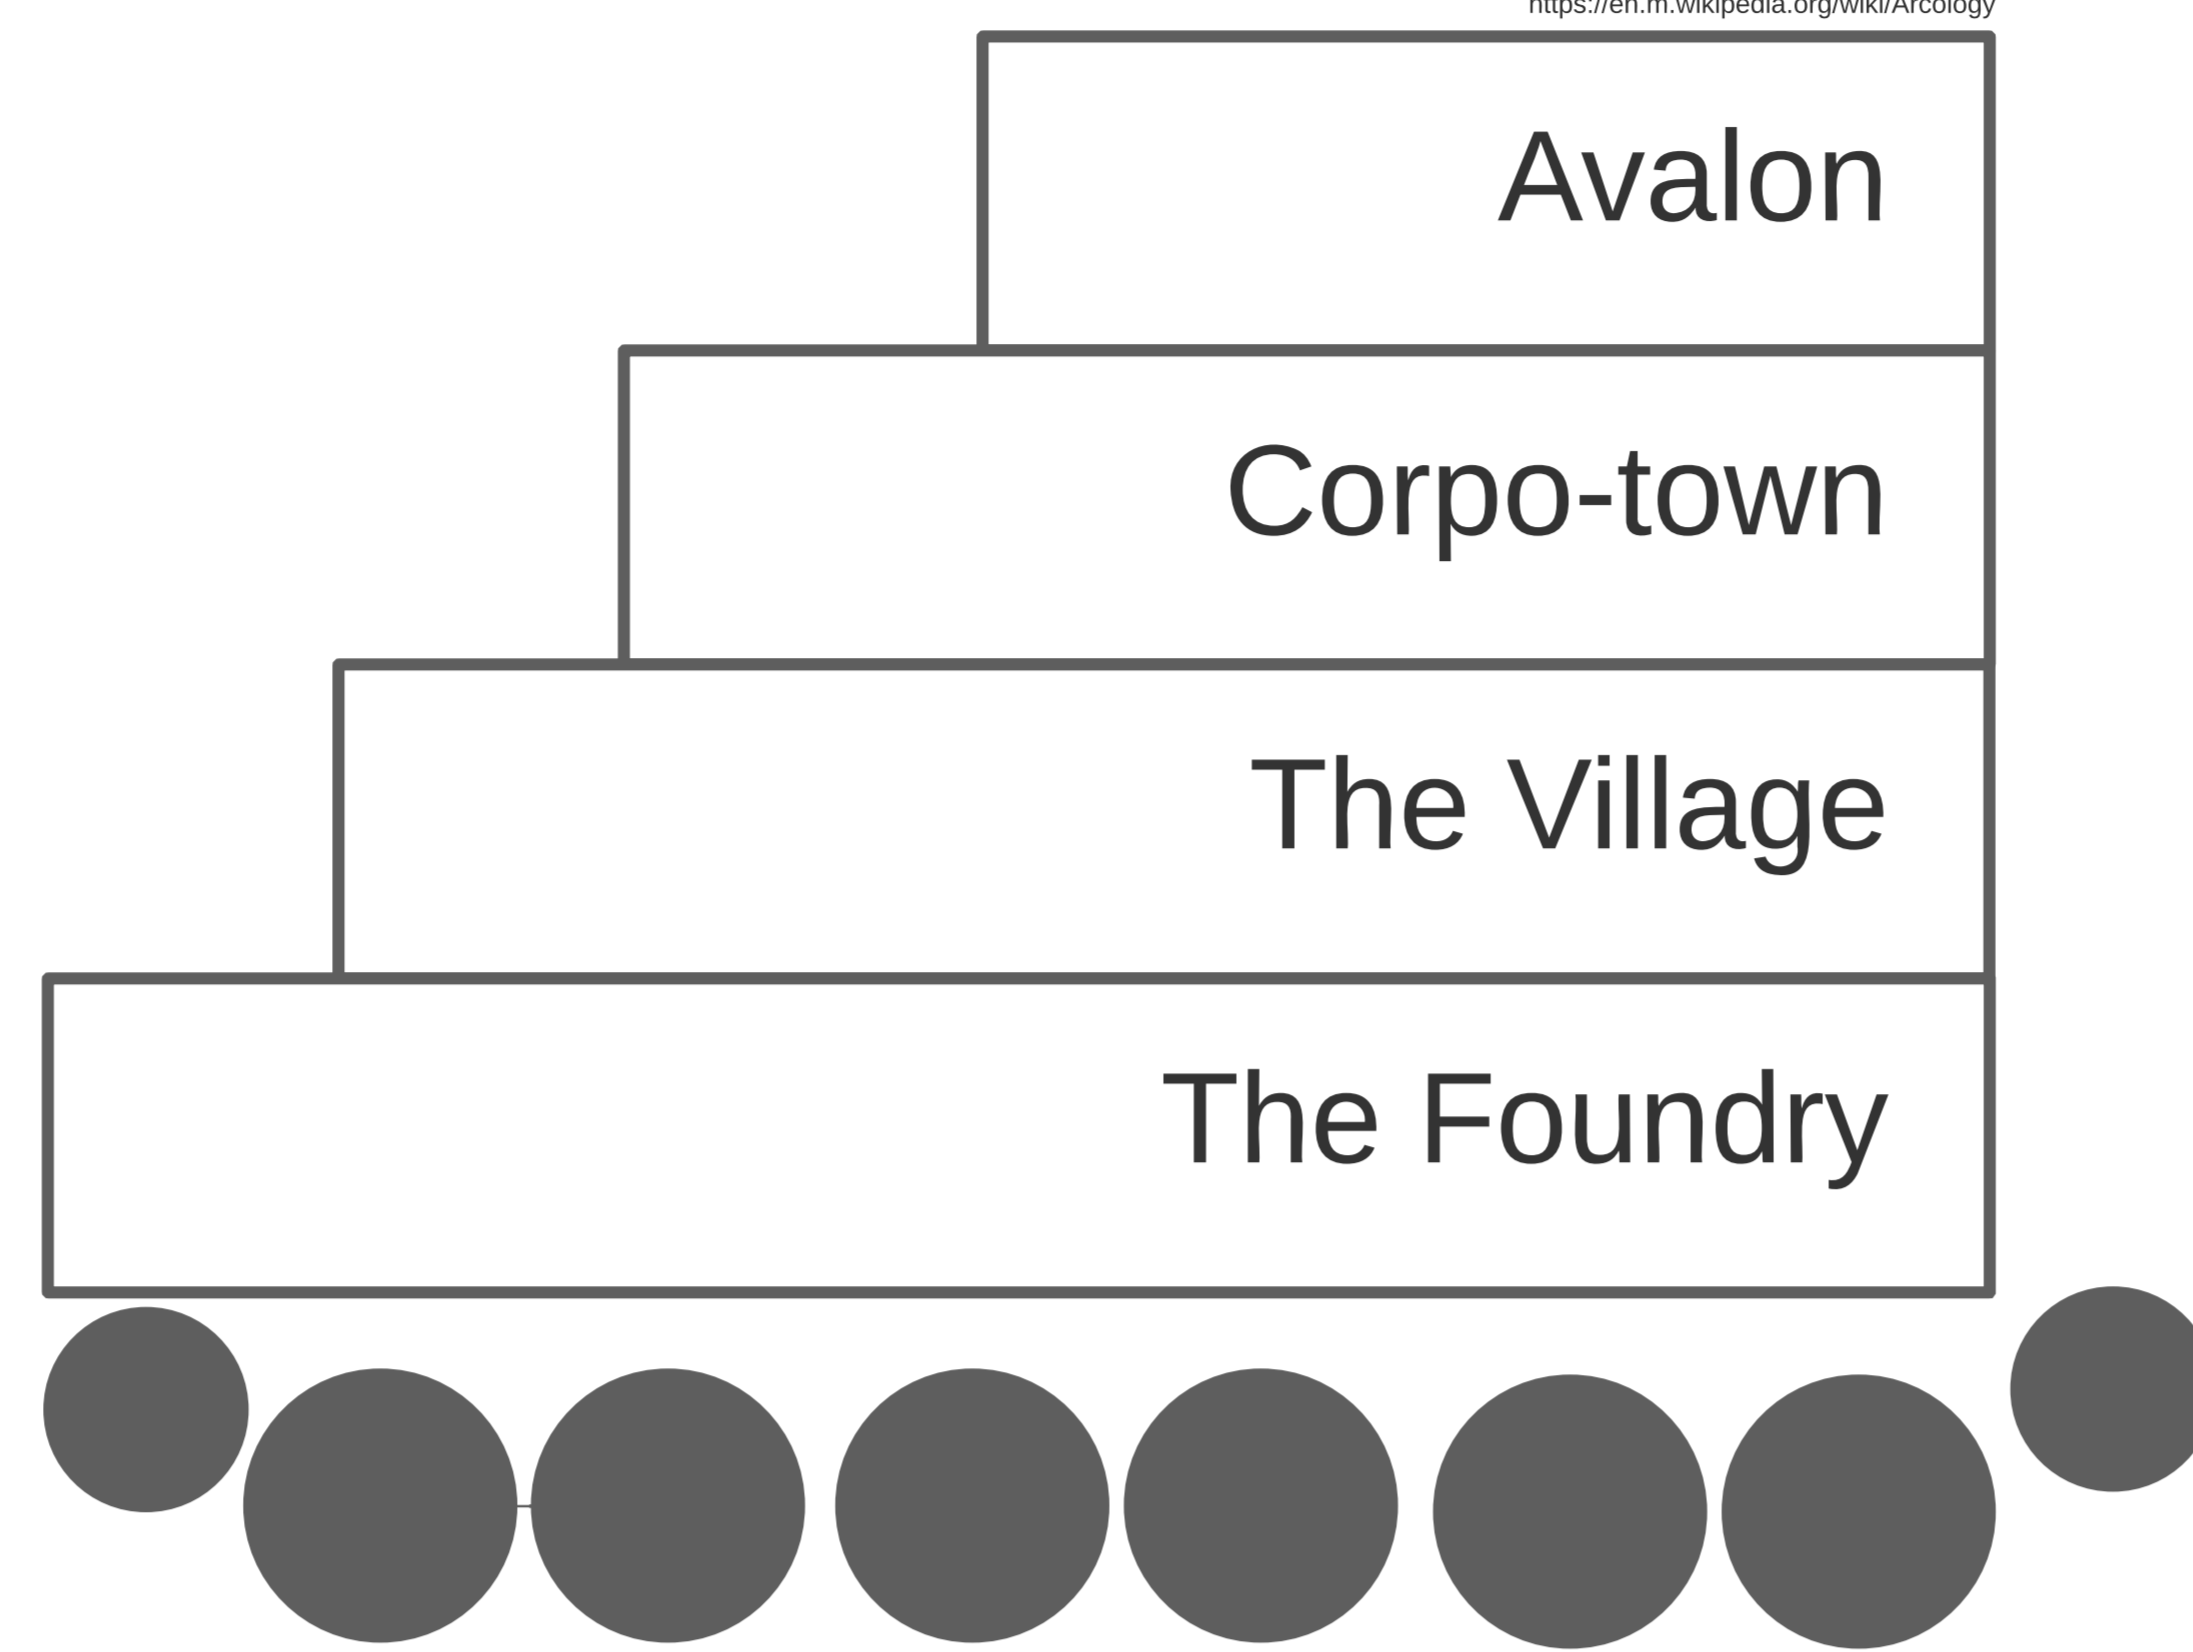 https://en.m.wikipedia.org/wiki/Arcology
Avalon
Corpo-town
The Village
The Foundry